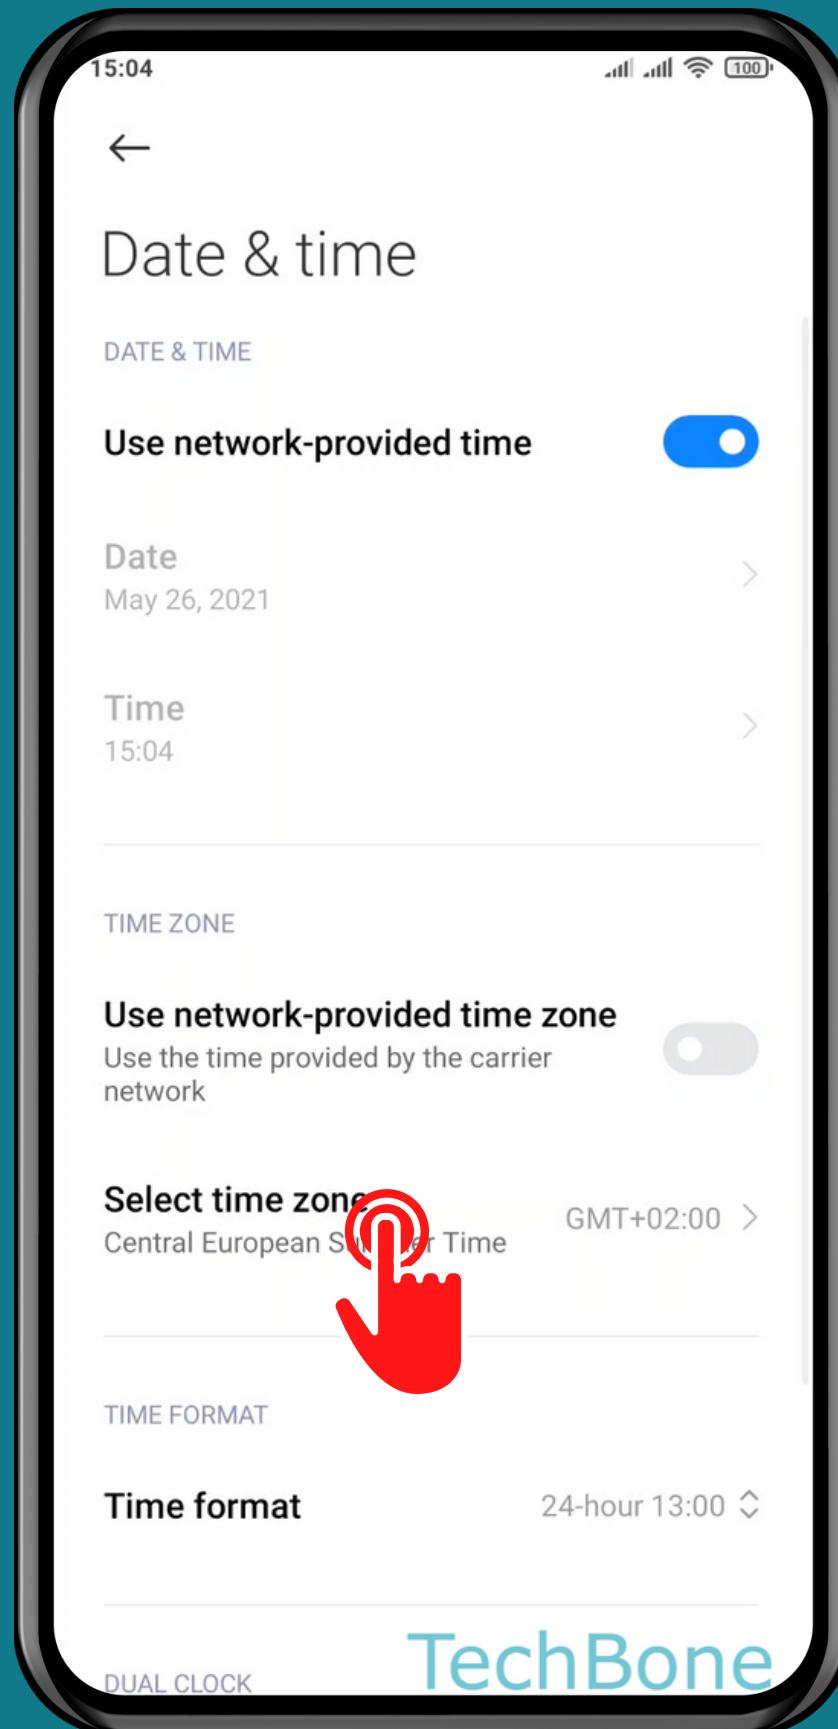 15:04
100
Date & time
DATE & TIME
Use network-provided time
Date
May 26, 2021
Time
15:04
TIME ZONE
Use network-provided time zone
Use the time provided by the carrier
network
Select time zone
GMT+02:00
Central European Summer Time
TIME FORMAT
Time format
24-hour 13:00
DUAL CLOCK
TechBone